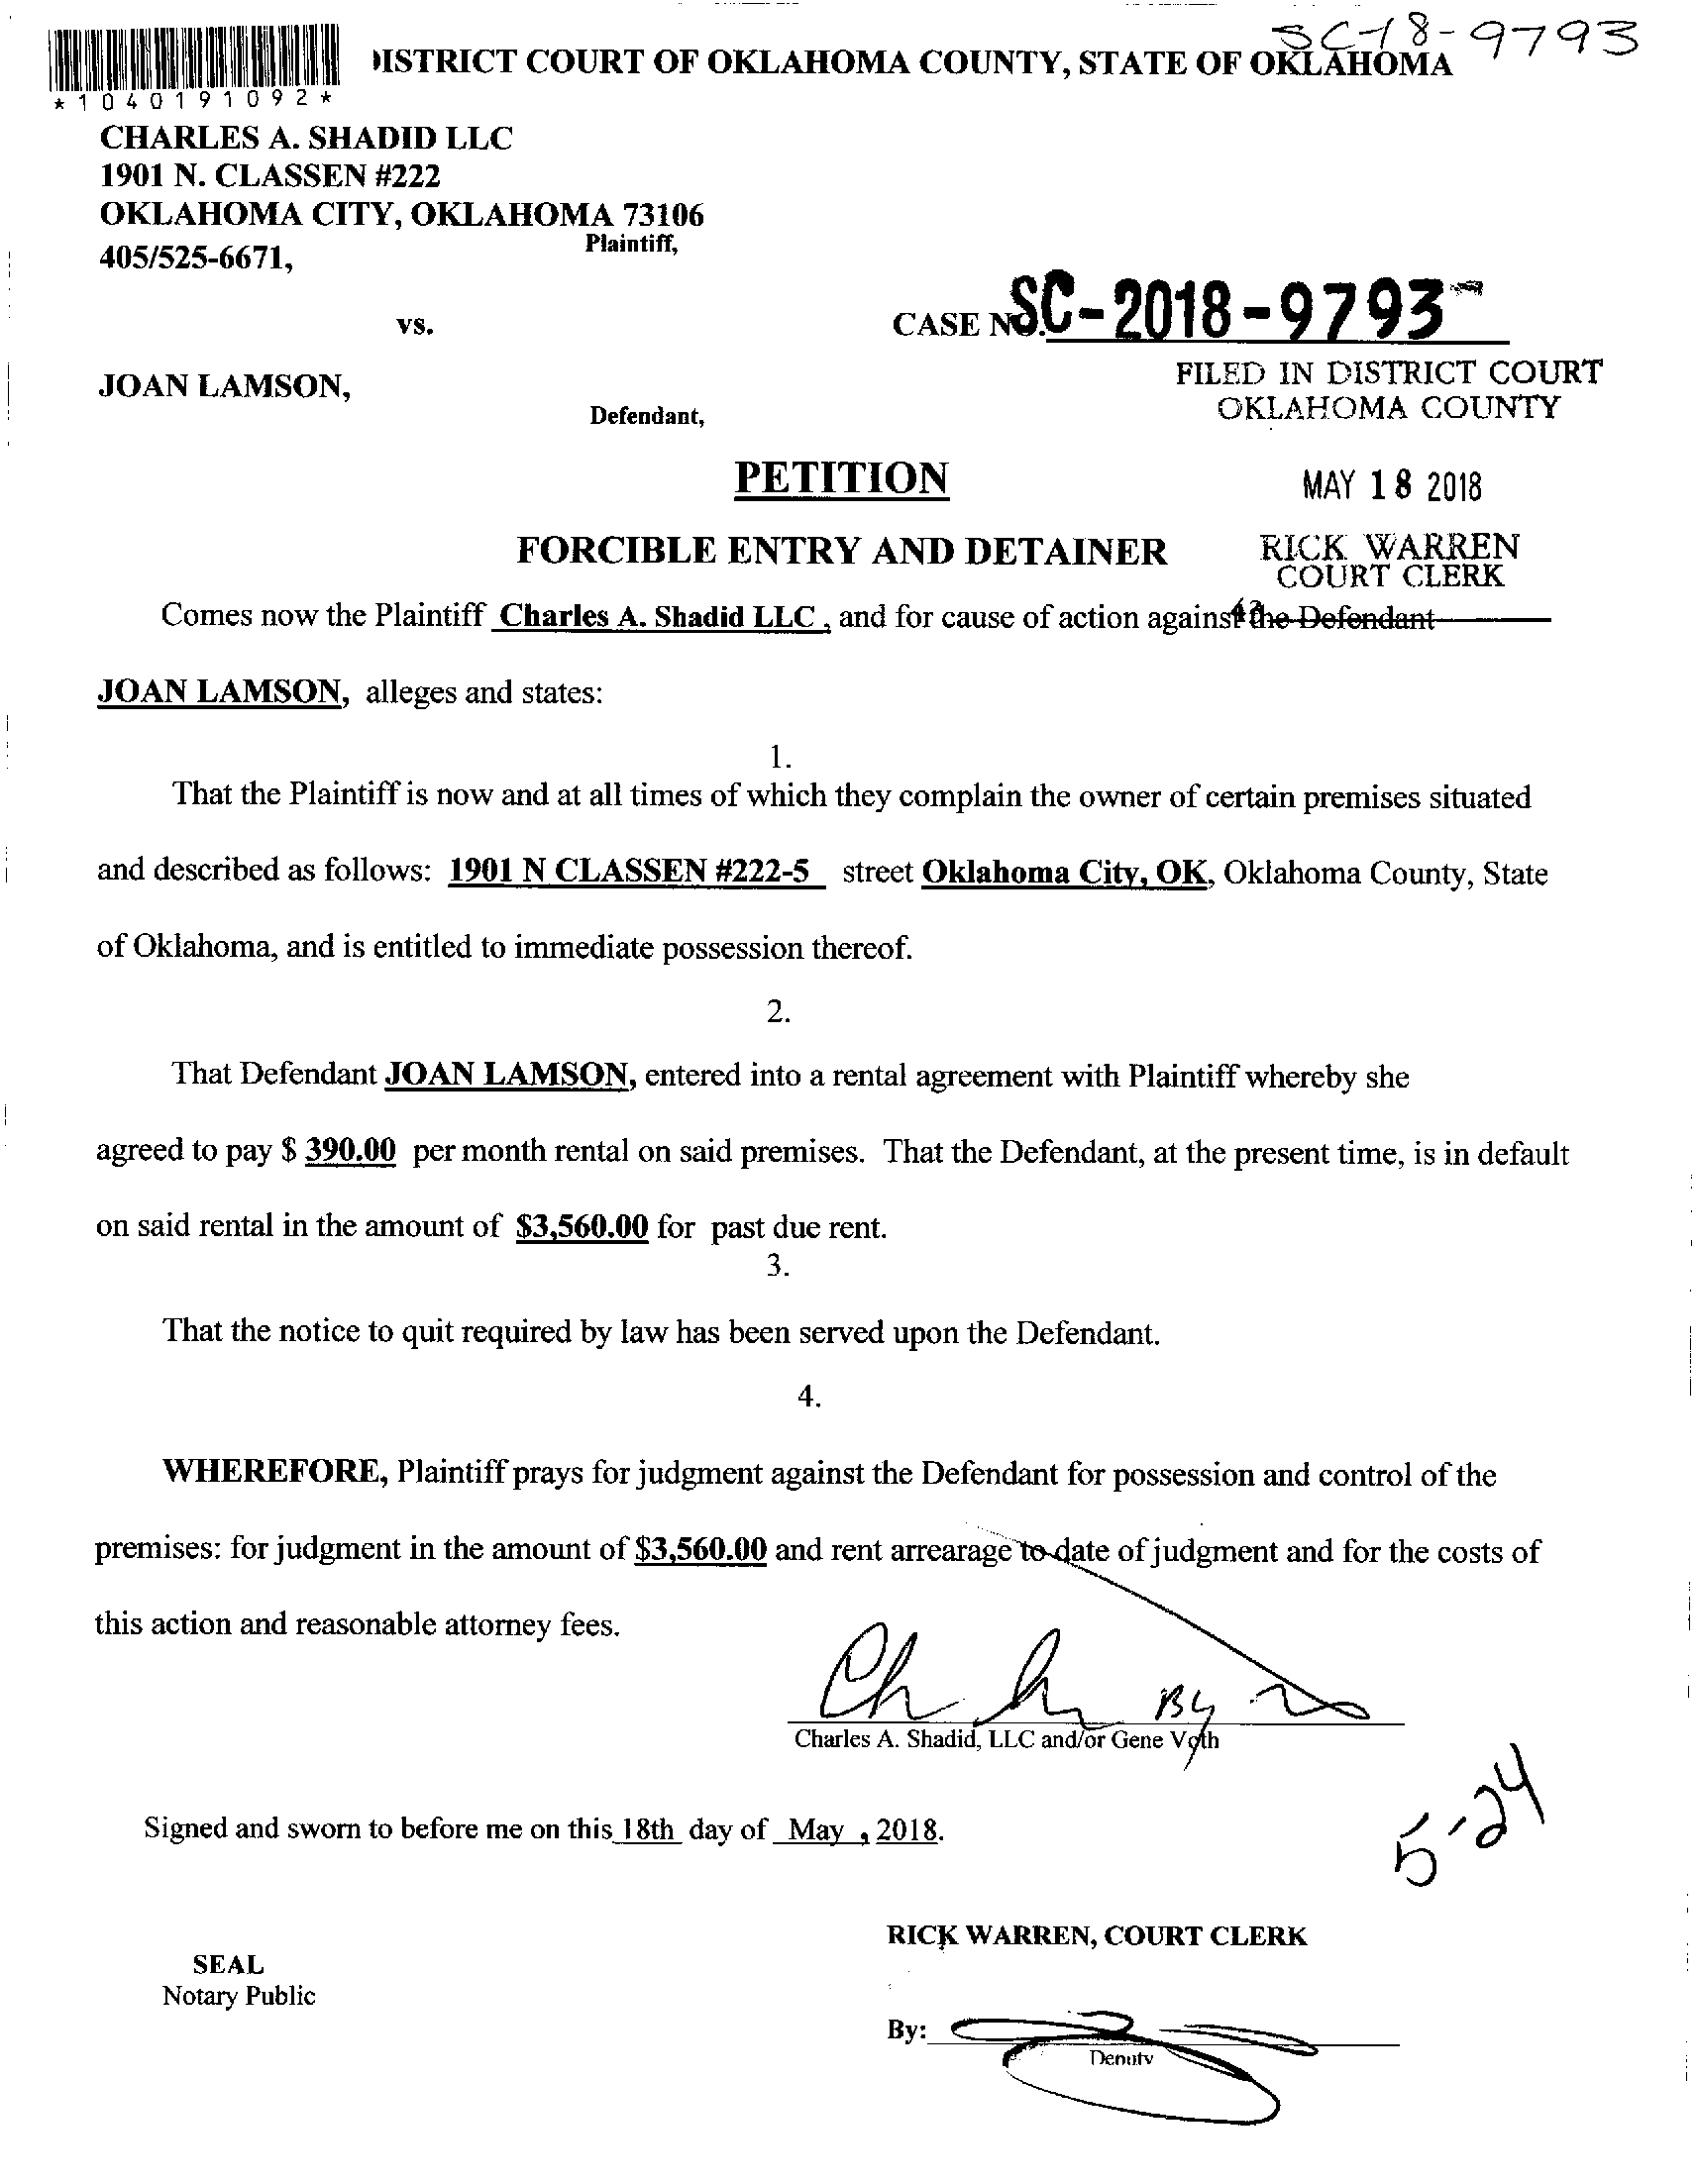 SC-18-9793
DISTRICT COURT OF OKLAHOMA COUNTY, STATE OF OKLAHOMA
*1040191092*
CHARLES A. SHADID LLC
1901 N. CLASSEN #222
OKLAHOMA CITY, OKLAHOMA 73106
Plaintiff,
405/525-6671,
vs.
CASE NO. SC-2018-9793
JOAN LAMSON,
Defendant,
FILED IN DISTRICT COURT
OKLAHOMA COUNTY
PETITION
MAY 18 2018
FORCIBLE ENTRY AND DETAINER
RICK WARREN
COURT CLERK
Comes now the Plaintiff Charles A. Shadid LLC , and for cause of action against the Defendant
JOAN LAMSON, alleges and states:
1.
That the Plaintiff is now and at all times of which they complain the owner of certain premises situated
and described as follows: 1901 N CLASSEN #222-5 street Oklahoma City, OK, Oklahoma County, State
of Oklahoma, and is entitled to immediate possession thereof.
2.
That Defendant JOAN LAMSON, entered into a rental agreement with Plaintiff whereby she
agreed to pay $ 390.00 per month rental on said premises. That the Defendant, at the present time, is in default
on said rental in the amount of $3,560.00 for past due rent.
3.
That the notice to quit required by law has been served upon the Defendant.
4.
WHEREFORE, Plaintiff prays for judgment against the Defendant for possession and control of the
premises: for judgment in the amount of $3,560.00 and rent arrearage to date of judgment and for the costs of
this action and reasonable attorney fees.
By
Charles A. Shadid, LLC and/or Gene Voth
5-24
Signed and sworn to before me on this 18th day of May , 2018.
RICK WARREN, COURT CLERK
SEAL
Notary Public
By:
Deputy